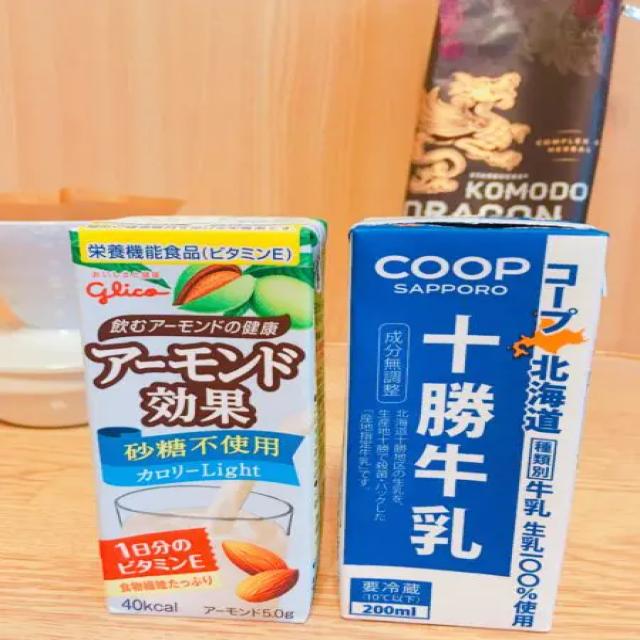 栄養機能食品(ビタミンE)
おいしさと健康
Glico
飲むアーモンドの健康
アーモンド
効果
砂糖不使用
カロリーLight
1日分の
ビタミンE
食物繊維たっぷり
40kcal
アーモンド5.0g
COOP
SAPPORO
成分無調整
十勝牛乳
北海道十勝地区の生乳を、
生産地十勝で殺菌・パックした
「産地指定牛乳」です。
要冷蔵
(10℃以下)
200ml
コープ北海道
種類別 牛乳 生乳100%使用
COMPLEX &
HERBAL
KOMODO
DRAGON